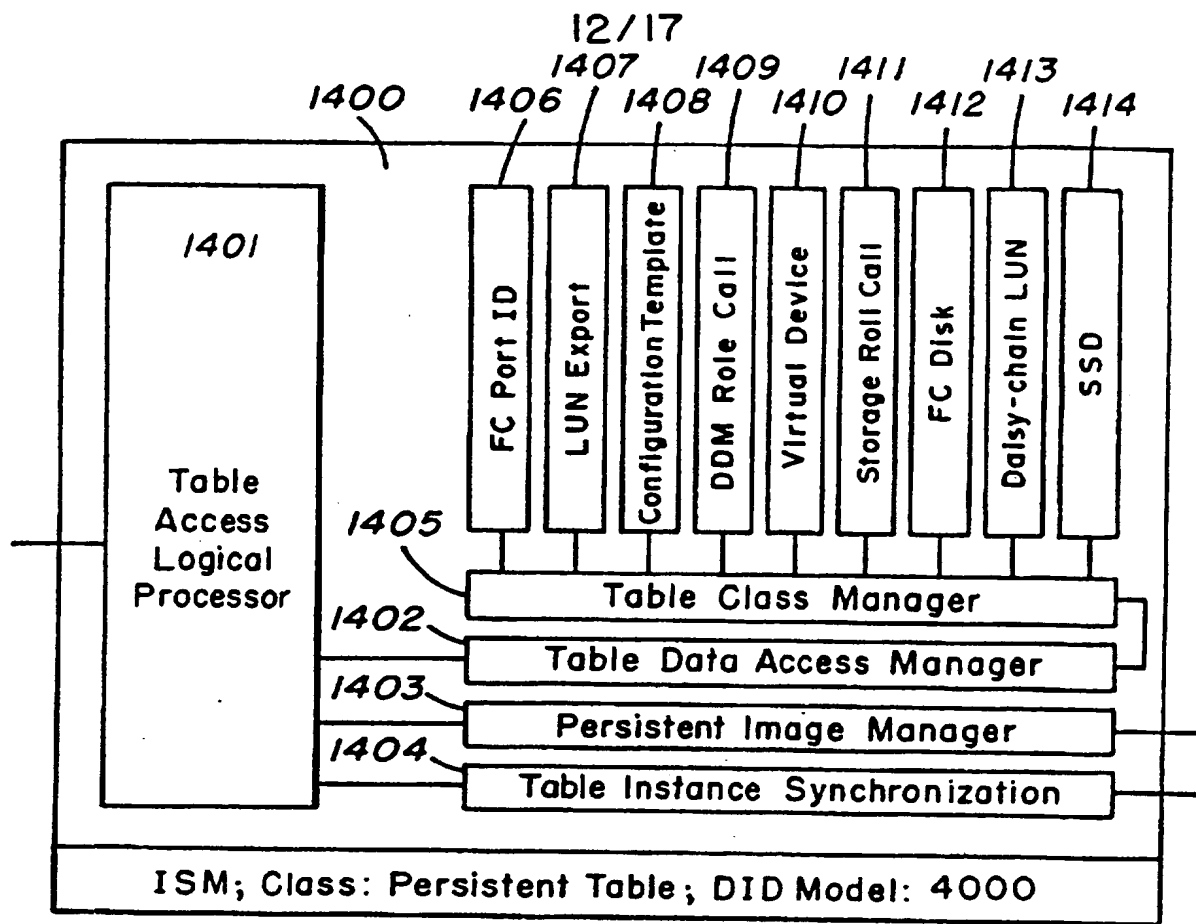 12/17
1407 1409 1411 1413
1400 1406 1408 1410 1412 1414
1401
FC Port ID
LUN Export
Configuration Template
DDM Role Call
Virtual Device
Storage Roll Call
FC Disk
Daisy-chain LUN
SSD
Table
Access
Logical
Processor
1405
Table Class Manager
1402
Table Data Access Manager
1403
Persistent Image Manager
1404
Table Instance Synchronization
ISM; Class: Persistent Table; DID Model: 4000